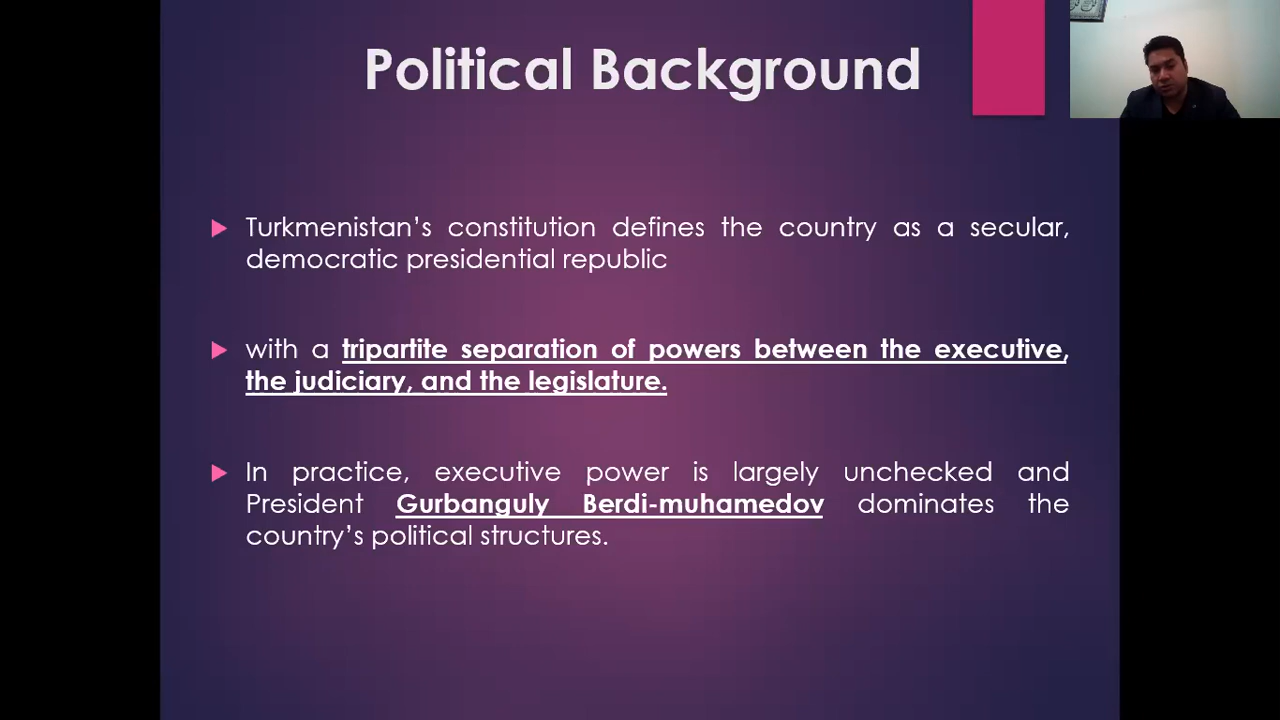 Political Background
Turkmenistan's constitution defines the country as a secular,
democratic presidential republic
with a tripartite separation of powers between the executive,
the judiciary, and the legislature.
In practice, executive power is largely unchecked and
President Gurbanguly Berdi-muhamedov dominates the
country's political structures.